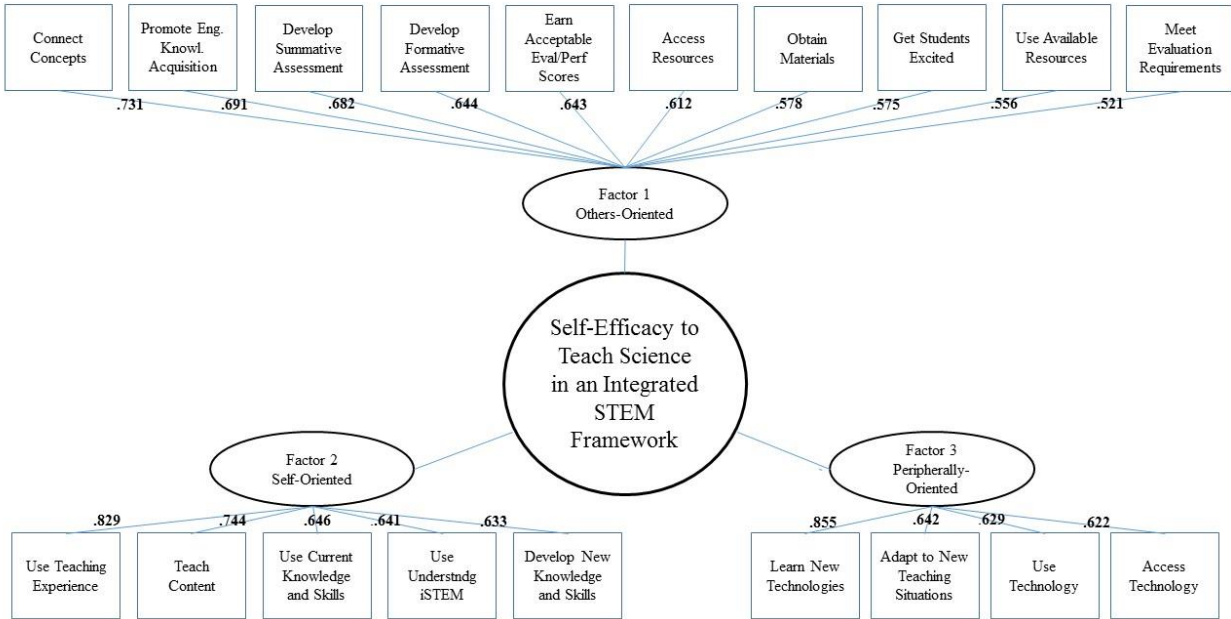 Connect
Concepts
Promote Eng.
Knowl.
Acquisition
Develop
Summative
Assessment
Develop
Formative
Assessment
Earn
Acceptable
Eval/Perf
Scores
Access
Resources
Obtain
Materials
Get Students
Excited
Use Available
Resources
Meet
Evaluation
Requirements
.731
.691
.682
.644
.643
.612
.578
.575
.556
.521
Factor 1
Others-Oriented
Self-Efficacy to
Teach Science
in an Integrated
STEM
Framework
Factor 2
Self-Oriented
Factor 3
Peripherally-
Oriented
.829
.744
.646
.641
.633
.855
.642
.629
.622
Use Teaching
Experience
Teach
Content
Use Current
Knowledge
and Skills
Use
Understndg
iSTEM
Develop New
Knowledge
and Skills
Learn New
Technologies
Adapt to New
Teaching
Situations
Use
Technology
Access
Technology